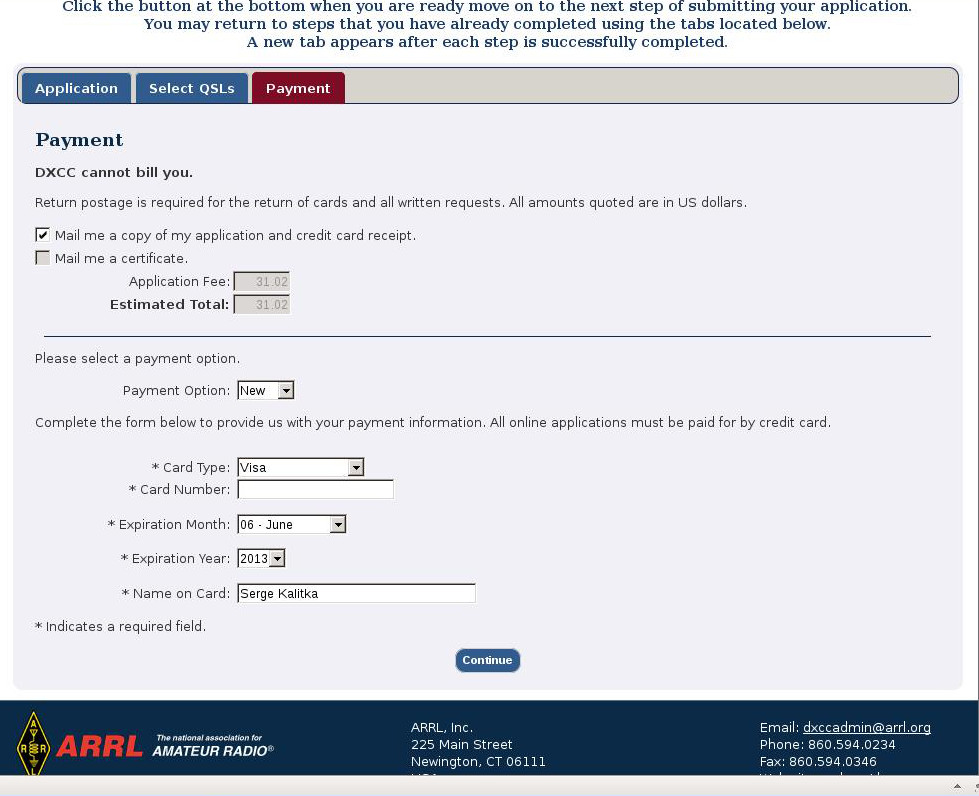 Click the button at the bottom when you are ready move on to the next step of submitting your application.
You may return to steps that you have already completed using the tabs located below.
A new tab appears after each step is successfully completed.
Application Select QSLs Payment
Payment
DXCC cannot bill you.
Return postage is required for the return of cards and all written requests. All amounts quoted are in US dollars.
Mail me a copy of my application and credit card receipt.
Mail me a certificate.
Application Fee: 31.02
Estimated Total: 31.02
Please select a payment option.
Payment Option: New
Complete the form below to provide us with your payment information. All online applications must be paid for by credit card.
* Card Type: Visa
* Card Number:
* Expiration Month: 06 - June
* Expiration Year: 2013
* Name on Card: Serge Kalitka
* Indicates a required field.
Continue
ARRL The national association for
AMATEUR RADIO®
ARRL, Inc.
225 Main Street
Newington, CT 06111
Email: dxccadmin@arrl.org
Phone: 860.594.0234
Fax: 860.594.0346